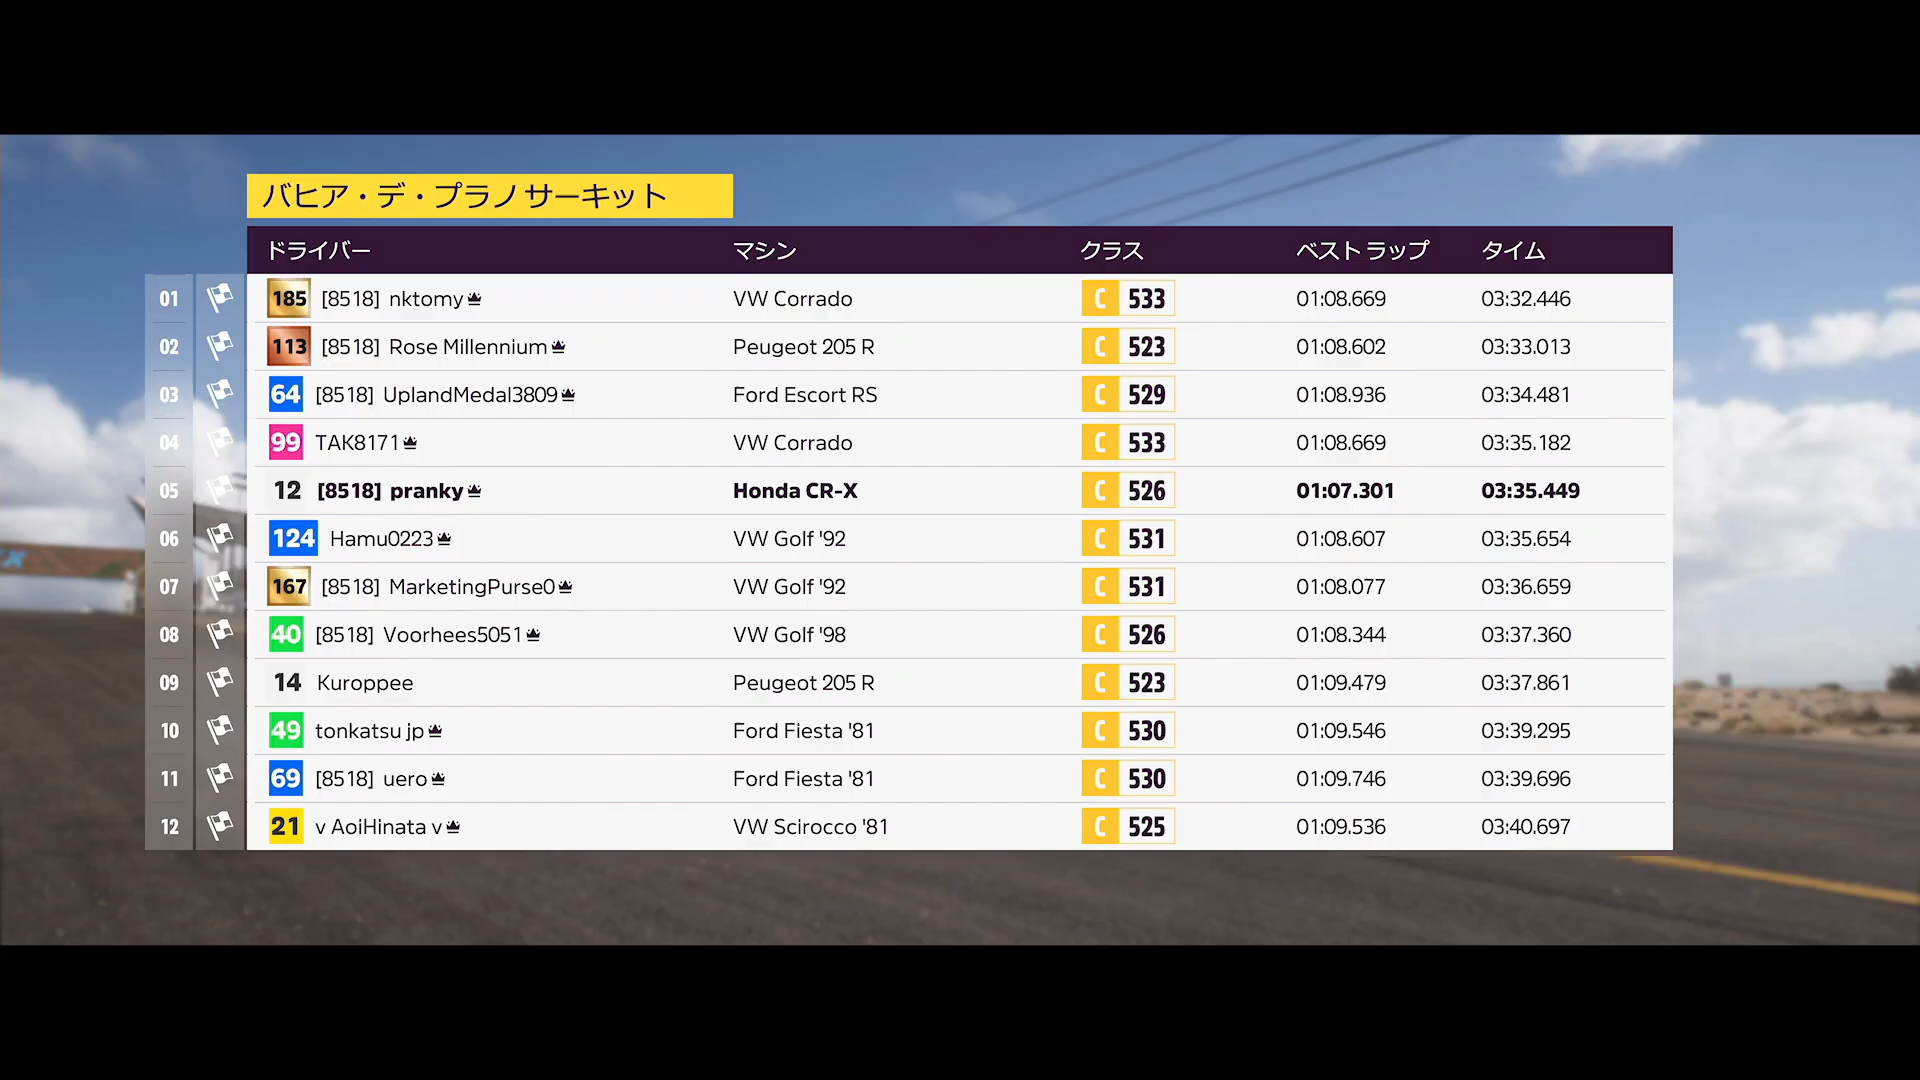 バヒア・デ・プラノ サーキット
ドライバー マシン クラス ベスト ラップ タイム
01 185 [8518] nktomy VW Corrado C 533 01:08.669 03:32.446
02 113 [8518] Rose Millennium Peugeot 205 R C 523 01:08.602 03:33.013
03 64 [8518] UplandMedal3809 Ford Escort RS C 529 01:08.936 03:34.481
04 99 TAK8171 VW Corrado C 533 01:08.669 03:35.182
05 12 [8518] pranky Honda CR-X C 526 01:07.301 03:35.449
06 124 Hamu0223 VW Golf '92 C 531 01:08.607 03:35.654
07 167 [8518] MarketingPurse0 VW Golf '92 C 531 01:08.077 03:36.659
08 40 [8518] Voorhees5051 VW Golf '98 C 526 01:08.344 03:37.360
09 14 Kuroppee Peugeot 205 R C 523 01:09.479 03:37.861
10 49 tonkatsu jp Ford Fiesta '81 C 530 01:09.546 03:39.295
11 69 [8518] uero Ford Fiesta '81 C 530 01:09.746 03:39.696
12 21 v AoiHinata v VW Scirocco '81 C 525 01:09.536 03:40.697